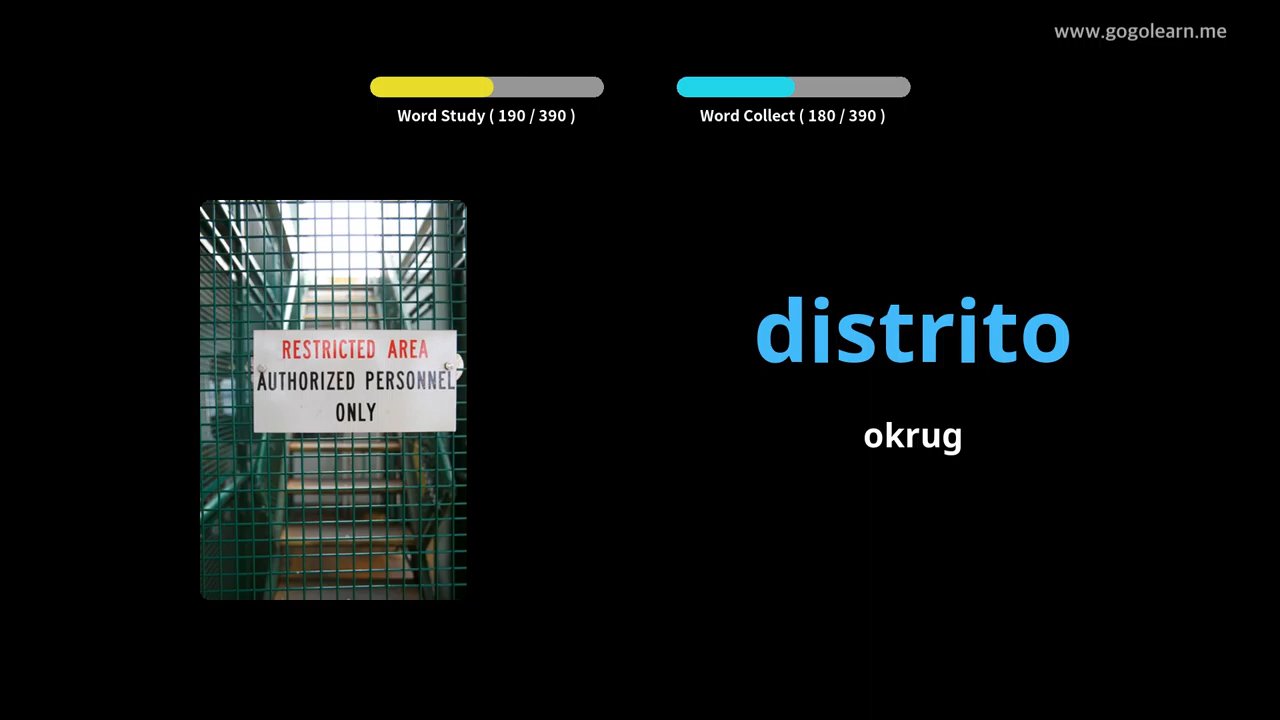 www.gogolearn.me
Word Study ( 190 / 390 )
Word Collect ( 180 / 390 )
RESTRICTED AREA
AUTHORIZED PERSONNEL
ONLY
distrito
okrug